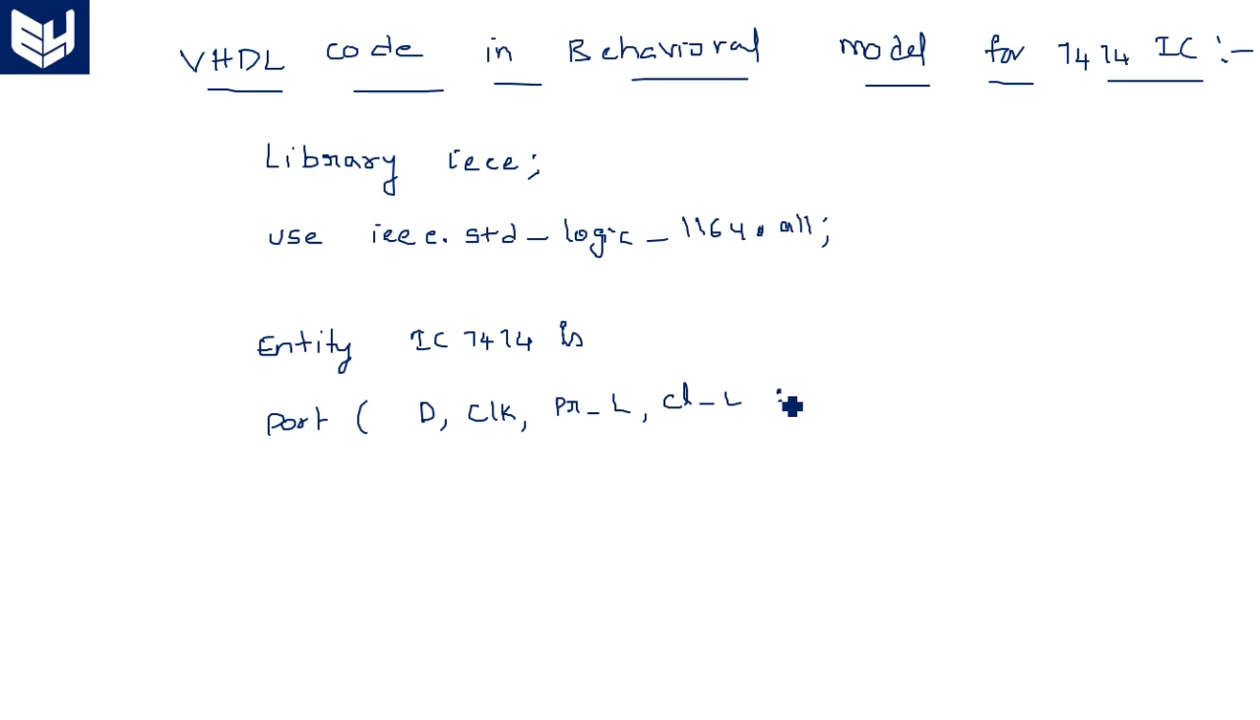 VHDL code in Behavioral model for 7474 IC :-
Library ieee;
use ieee.std_logic_1164.all;
Entity IC 7474 is
port ( D, Clk, Pr_L, cl_L :